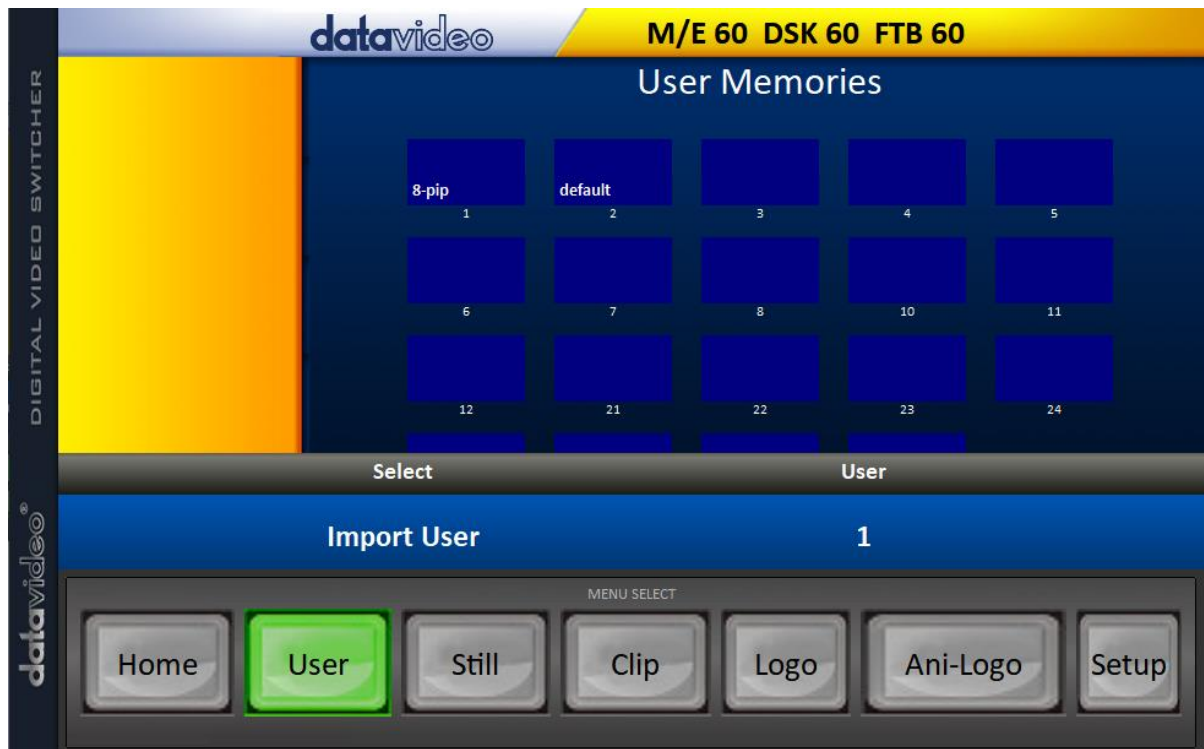 datavideo
M/E 60 DSK 60 FTB 60
DIGITAL VIDEO SWITCHER
datavideo®
User Memories
8-pip
default
1
2
3
4
5
6
7
8
10
11
12
21
22
23
24
Select
User
Import User
1
MENU SELECT
Home
User
Still
Clip
Logo
Ani-Logo
Setup